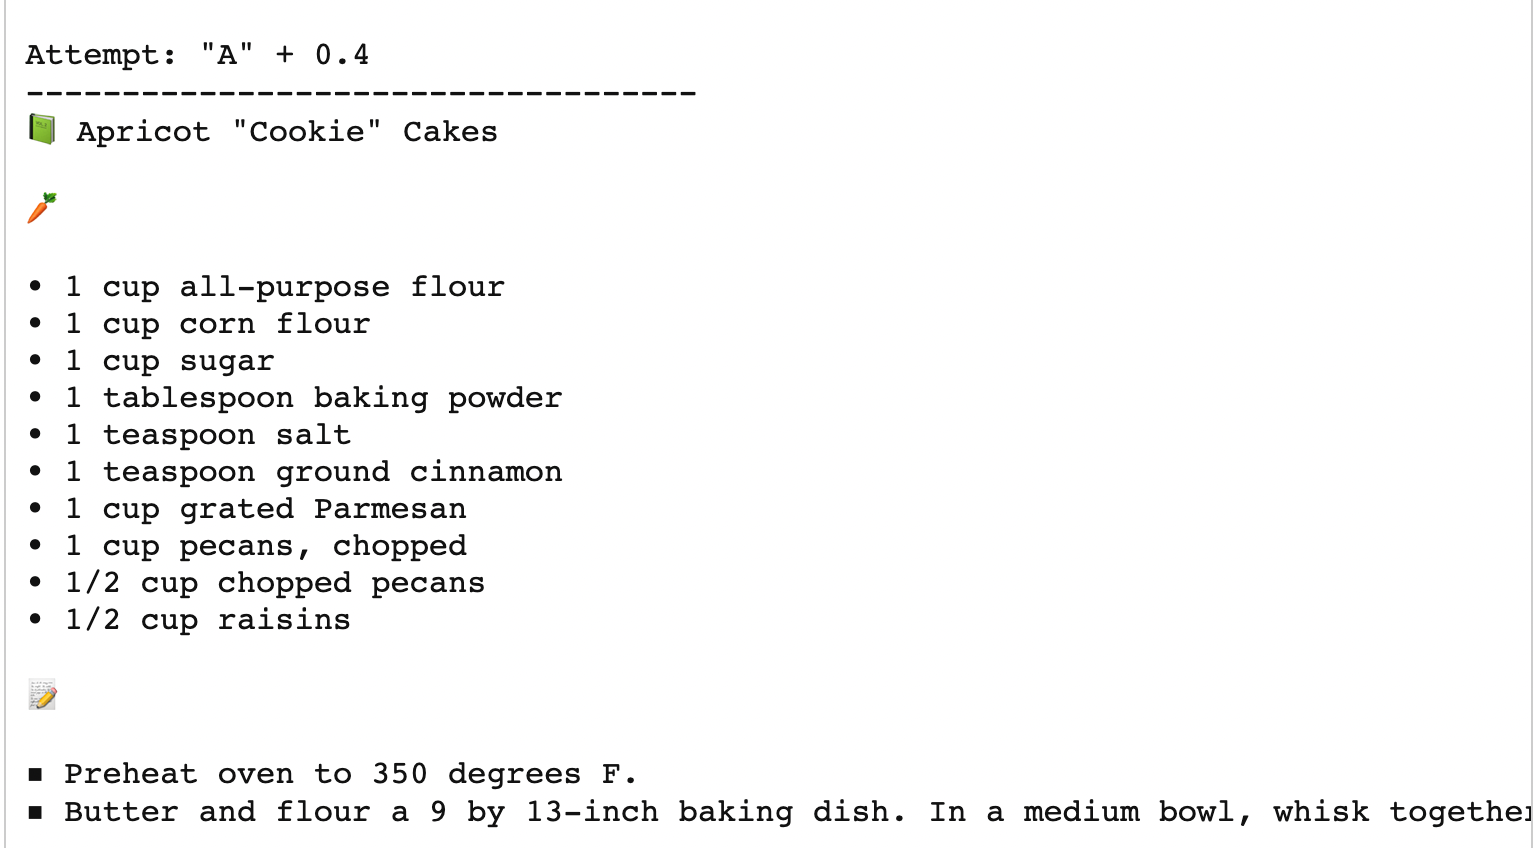 Attempt: "A" + 0.4
-----------------------------------
📗 Apricot "Cookie" Cakes
🥕
• 1 cup all-purpose flour
• 1 cup corn flour
• 1 cup sugar
• 1 tablespoon baking powder
• 1 teaspoon salt
• 1 teaspoon ground cinnamon
• 1 cup grated Parmesan
• 1 cup pecans, chopped
• 1/2 cup chopped pecans
• 1/2 cup raisins
📝
▪ Preheat oven to 350 degrees F.
▪ Butter and flour a 9 by 13-inch baking dish. In a medium bowl, whisk together